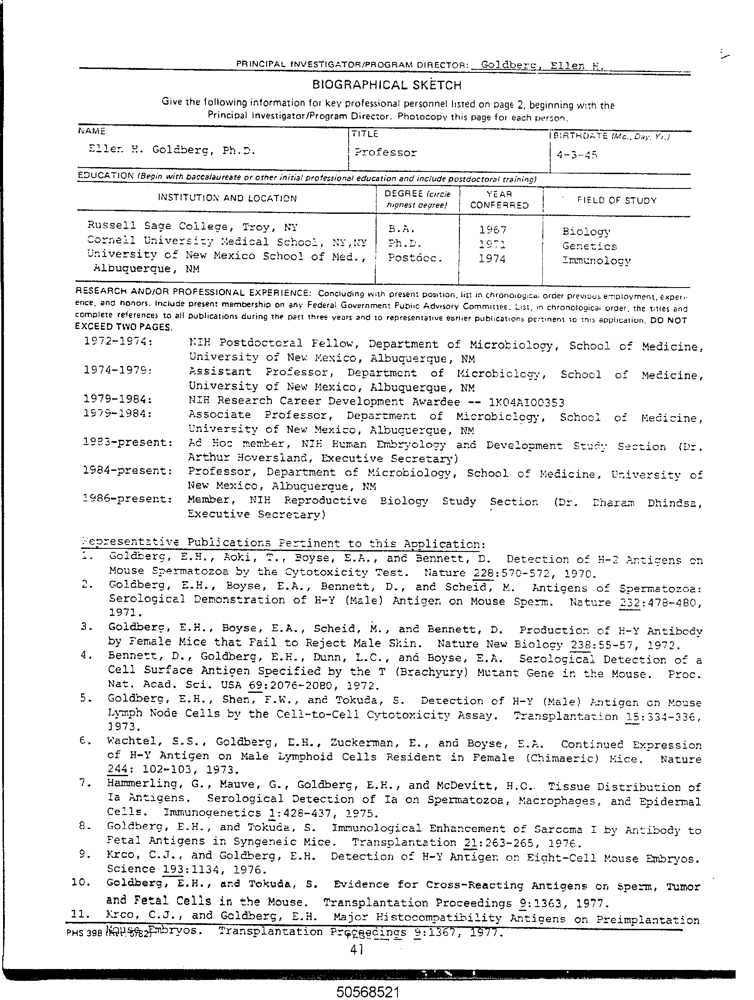 PRINCIPAL INVESTIGATOR/PROGRAM DIRECTOR: Goldberg, Ellen H.
BIOGRAPHICAL SKETCH
Give the following information for key professional personnel listed on page 2, beginning with the
Principal Investigator/Program Director. Photocopy this page for each person.
NAME TITLE BIRTHDATE (Mo., Day, Yr.)
Ellen H. Goldberg, Ph.D. Professor 4-3-45
EDUCATION (Begin with baccalaureate or other initial professional education and include postdoctoral training)
INSTITUTION AND LOCATION DEGREE (circle highest degree) YEAR CONFERRED FIELD OF STUDY
Russell Sage College, Troy, NY B.A. 1967 Biology
Cornell University Medical School, NY,NY Ph.D. 1971 Genetics
University of New Mexico School of Med., Postdoc. 1974 Immunology
Albuquerque, NM
RESEARCH AND/OR PROFESSIONAL EXPERIENCE: Concluding with present position, list in chronological order previous employment, experi-
ence, and honors. Include present membership on any Federal Government Public Advisory Committee. List, in chronological order, the titles and
complete references to all publications during the past three years and to representative earlier publications pertinent to this application. DO NOT
EXCEED TWO PAGES.
1972-1974: NIH Postdoctoral Fellow, Department of Microbiology, School of Medicine,
University of New Mexico, Albuquerque, NM
1974-1979: Assistant Professor, Department of Microbiology, School of Medicine,
University of New Mexico, Albuquerque, NM
1979-1984: NIH Research Career Development Awardee -- 1K04AI00353
1979-1984: Associate Professor, Department of Microbiology, School of Medicine,
University of New Mexico, Albuquerque, NM
1983-present: Ad Hoc member, NIH Human Embryology and Development Study Section (Dr.
Arthur Hoversland, Executive Secretary)
1984-present: Professor, Department of Microbiology, School of Medicine, University of
New Mexico, Albuquerque, NM
1986-present: Member, NIH Reproductive Biology Study Section (Dr. Dharam Dhindsa,
Executive Secretary)
Representative Publications Pertinent to this Application:
1. Goldberg, E.H., Aoki, T., Boyse, E.A., and Bennett, D. Detection of H-2 Antigens on
Mouse Spermatozoa by the Cytotoxicity Test. Nature 228:570-572, 1970.
2. Goldberg, E.H., Boyse, E.A., Bennett, D., and Scheid, M. Antigens of Spermatozoa:
Serological Demonstration of H-Y (Male) Antigen on Mouse Sperm. Nature 232:478-480,
1971.
3. Goldberg, E.H., Boyse, E.A., Scheid, M., and Bennett, D. Production of H-Y Antibody
by Female Mice that Fail to Reject Male Skin. Nature New Biology 238:55-57, 1972.
4. Bennett, D., Goldberg, E.H., Dunn, L.C., and Boyse, E.A. Serological Detection of a
Cell Surface Antigen Specified by the T (Brachyury) Mutant Gene in the Mouse. Proc.
Nat. Acad. Sci. USA 69:2076-2080, 1972.
5. Goldberg, E.H., Shen, F.W., and Tokuda, S. Detection of H-Y (Male) Antigen on Mouse
Lymph Node Cells by the Cell-to-Cell Cytotoxicity Assay. Transplantation 15:334-336,
1973.
6. Wachtel, S.S., Goldberg, E.H., Zuckerman, E., and Boyse, E.A. Continued Expression
of H-Y Antigen on Male Lymphoid Cells Resident in Female (Chimaeric) Mice. Nature
244: 102-103, 1973.
7. Hammerling, G., Mauve, G., Goldberg, E.H., and McDevitt, H.C. Tissue Distribution of
Ia Antigens. Serological Detection of Ia on Spermatozoa, Macrophages, and Epidermal
Cells. Immunogenetics 1:428-437, 1975.
8. Goldberg, E.H., and Tokuda, S. Immunological Enhancement of Sarcoma I by Antibody to
Fetal Antigens in Syngeneic Mice. Transplantation 21:263-265, 1976.
9. Krco, C.J., and Goldberg, E.H. Detection of H-Y Antigen on Eight-Cell Mouse Embryos.
Science 193:1134, 1976.
10. Goldberg, E.H., and Tokuda, S. Evidence for Cross-Reacting Antigens on Sperm, Tumor
and Fetal Cells in the Mouse. Transplantation Proceedings 9:1363, 1977.
11. Krco, C.J., and Goldberg, E.H. Major Histocompatibility Antigens on Preimplantation
PHS 398 Mouse Embryos. Transplantation Proceedings 9:1367, 1977.
41
50568521